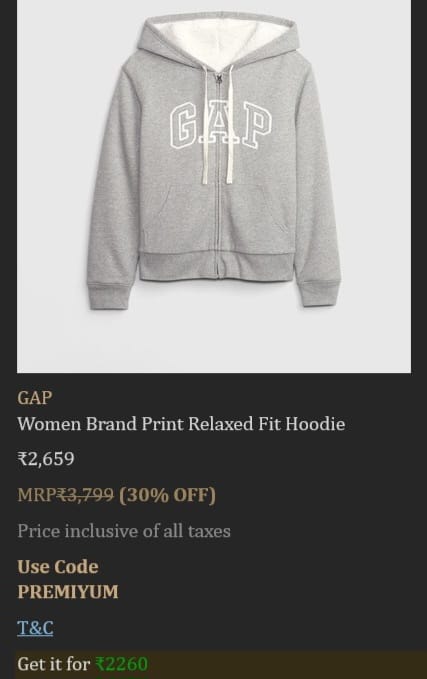 GAP
GAP
Women Brand Print Relaxed Fit Hoodie
₹2,659
MRP₹3,799 (30% OFF)
Price inclusive of all taxes
Use Code
PREMIYUM
T&C
Get it for ₹2260